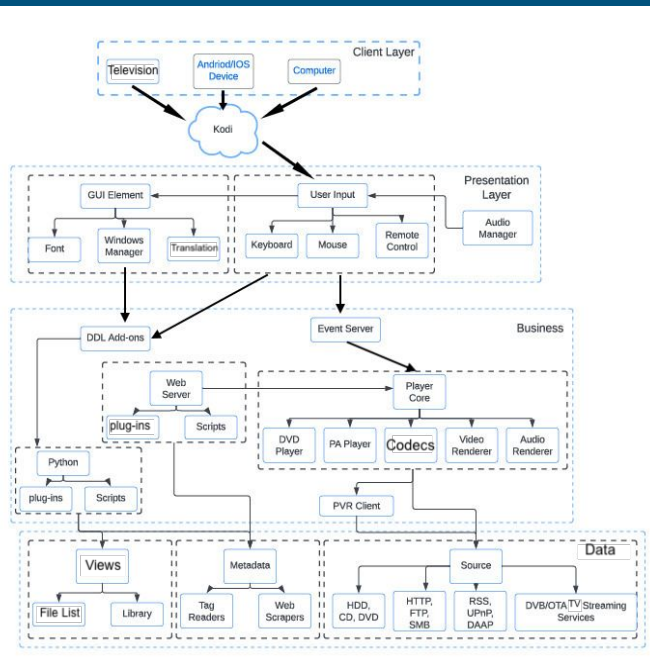 Client Layer
Television
Andriod/IOS
Device
Computer
Kodi
Presentation
Layer
GUI Element
User Input
Audio
Manager
Font
Windows
Manager
Translation
Keyboard
Mouse
Remote
Control
Business
DDL Add-ons
Event Server
Web
Server
Player
Core
plug-ins
Scripts
DVD
Player
PA Player
Codecs
Video
Renderer
Audio
Renderer
Python
plug-ins
Scripts
PVR Client
Data
Views
Metadata
Source
File List
Library
Tag
Readers
Web
Scrapers
HDD,
CD, DVD
HTTP,
FTP,
SMB
RSS,
UPnP,
DAAP
DVB/OTA TV Streaming
Services